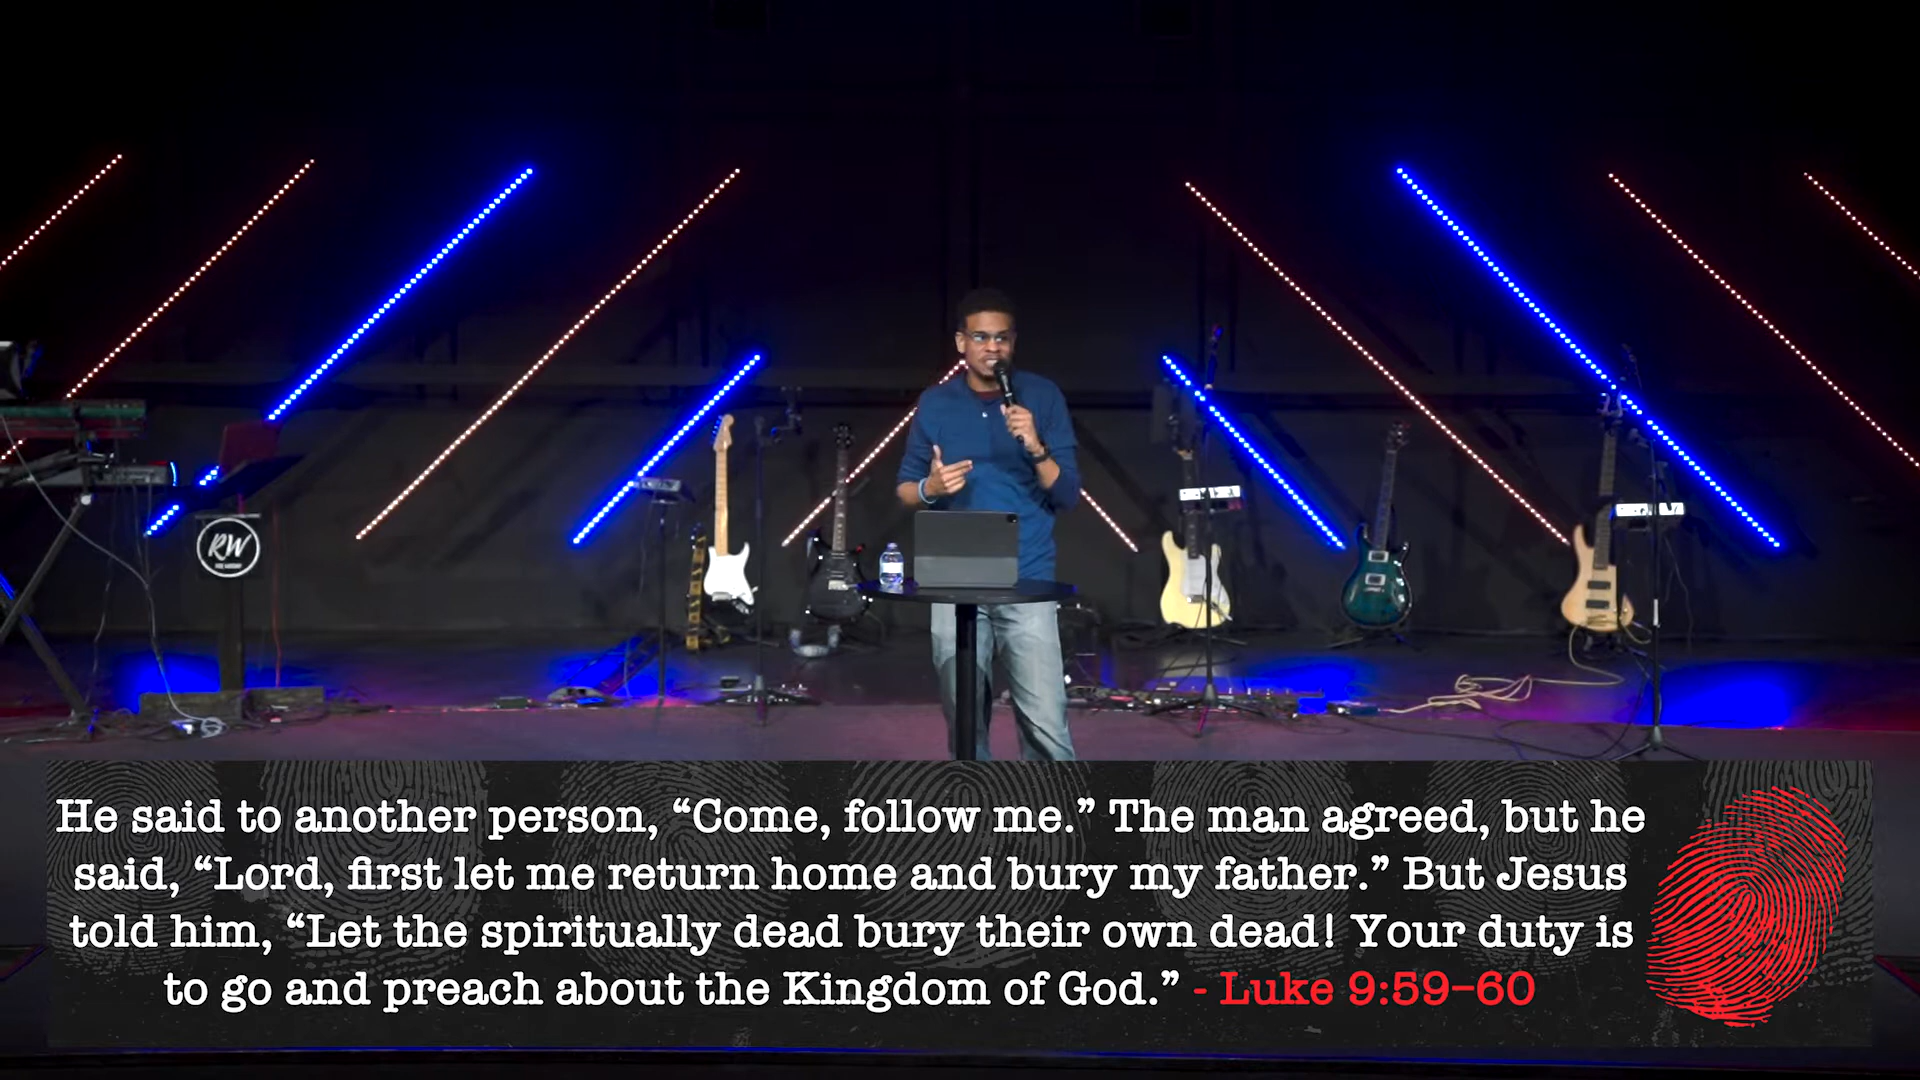 RW
He said to another person, “Come, follow me.” The man agreed, but he
said, “Lord, first let me return home and bury my father.” But Jesus
told him, “Let the spiritually dead bury their own dead! Your duty is
to go and preach about the Kingdom of God.” - Luke 9:59–60